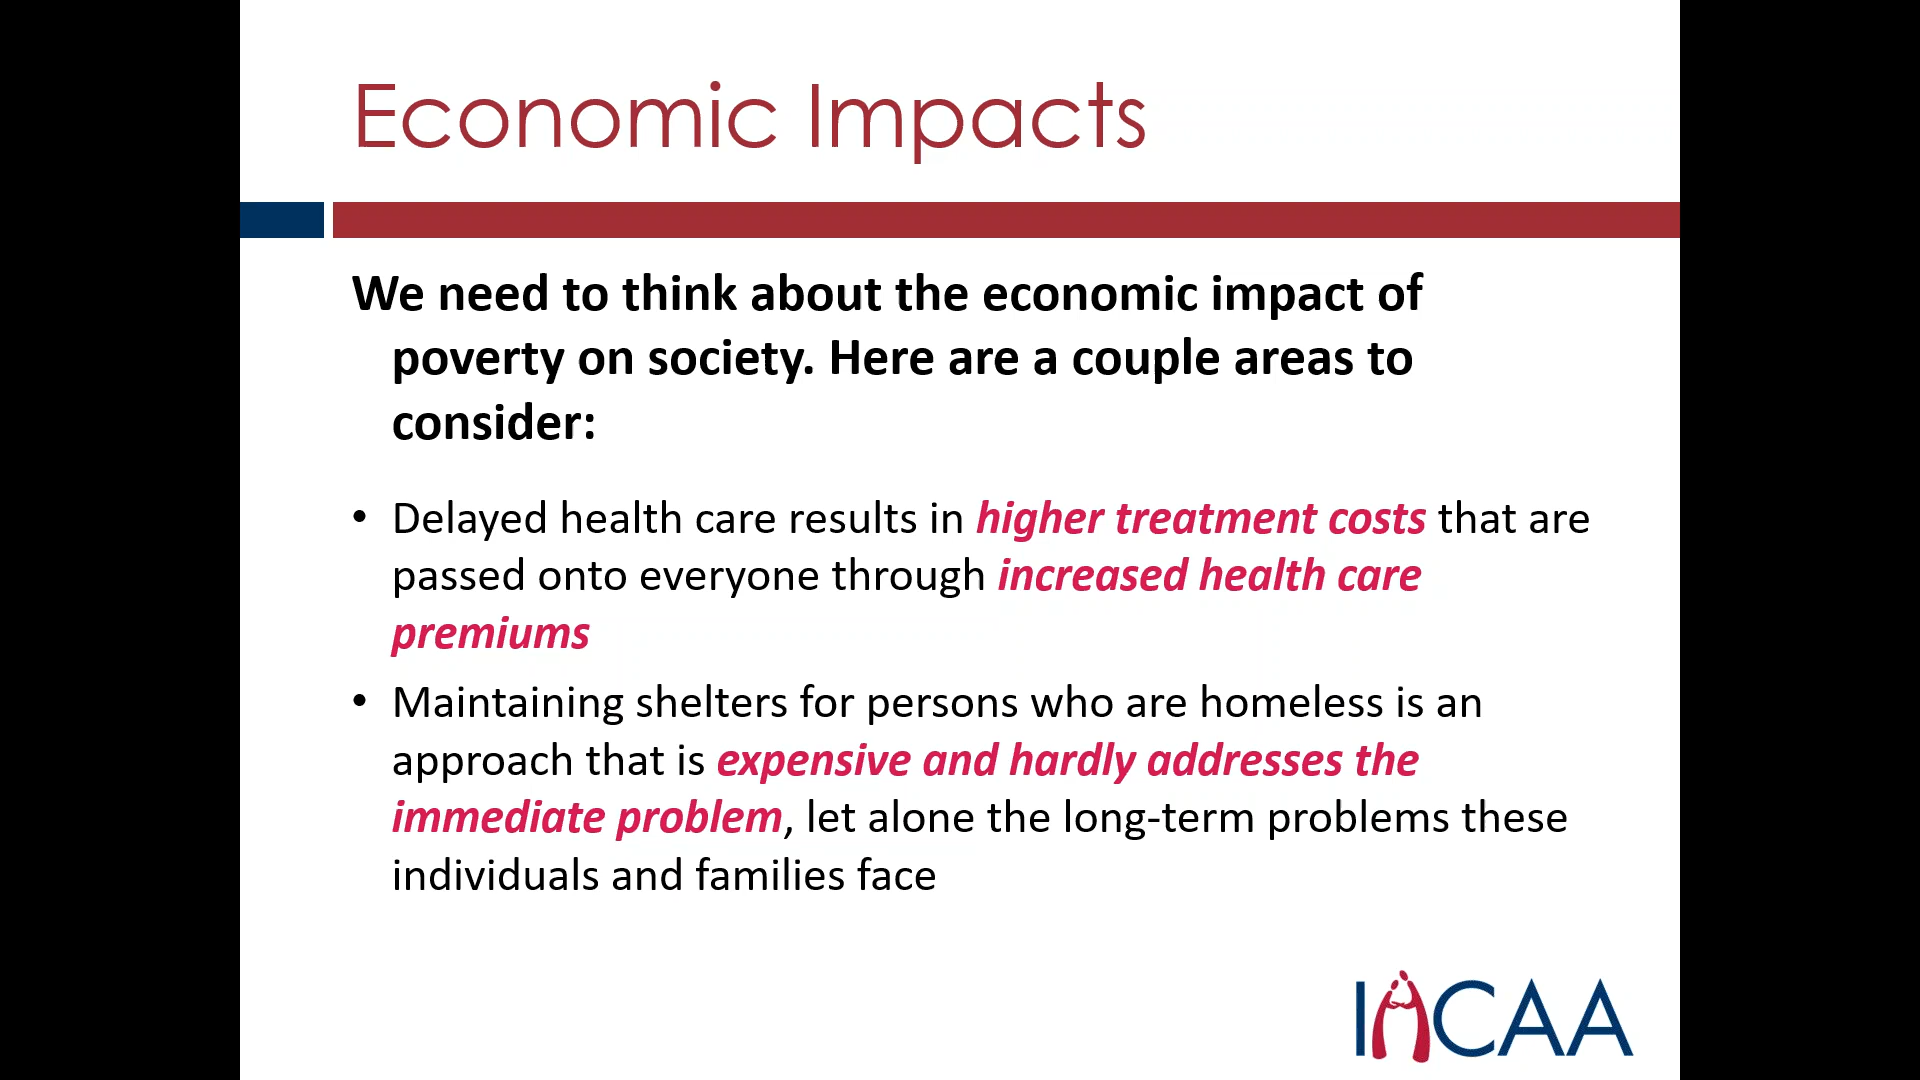 Economic Impacts
We need to think about the economic impact of
poverty on society. Here are a couple areas to
consider:
• Delayed health care results in higher treatment costs that are
passed onto everyone through increased health care
premiums
• Maintaining shelters for persons who are homeless is an
approach that is expensive and hardly addresses the
immediate problem, let alone the long-term problems these
individuals and families face
IACAA